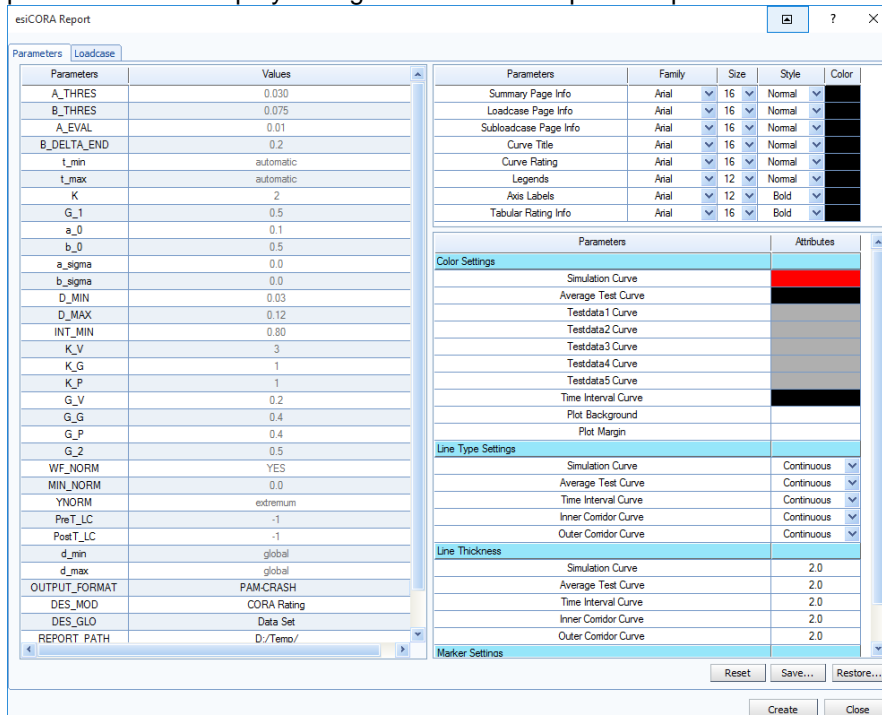 esiCORA Report ? X
Parameters Loadcase
Parameters Values
A_THRES 0.030
B_THRES 0.075
A_EVAL 0.01
B_DELTA_END 0.2
t_min automatic
t_max automatic
K 2
G_1 0.5
a_0 0.1
b_0 0.5
a_sigma 0.0
b_sigma 0.0
D_MIN 0.03
D_MAX 0.12
INT_MIN 0.80
K_V 3
K_G 1
K_P 1
G_V 0.2
G_G 0.4
G_P 0.4
G_2 0.5
WF_NORM YES
MIN_NORM 0.0
YNORM extremum
PreT_LC -1
PostT_LC -1
d_min global
d_max global
OUTPUT_FORMAT PAM-CRASH
DES_MOD CORA Rating
DES_GLO Data Set
REPORT_PATH D:/Temp/
Parameters Family Size Style Color
Summary Page Info Arial 16 Normal
Loadcase Page Info Arial 16 Normal
Subloadcase Page Info Arial 16 Normal
Curve Title Arial 16 Normal
Curve Rating Arial 16 Normal
Legends Arial 12 Normal
Axis Labels Arial 12 Bold
Tabular Rating Info Arial 16 Bold
Parameters Attributes
Color Settings
Simulation Curve
Average Test Curve
Testdata1 Curve
Testdata2 Curve
Testdata3 Curve
Testdata4 Curve
Testdata5 Curve
Time Interval Curve
Plot Background
Plot Margin
Line Type Settings
Simulation Curve Continuous
Average Test Curve Continuous
Time Interval Curve Continuous
Inner Corridor Curve Continuous
Outer Corridor Curve Continuous
Line Thickness
Simulation Curve 2.0
Average Test Curve 2.0
Time Interval Curve 2.0
Inner Corridor Curve 2.0
Outer Corridor Curve 2.0
Marker Settings
Reset Save... Restore...
Create Close